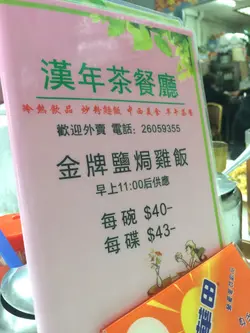 漢年茶餐廳
冷熱飲品 炒粉麵飯 中西美食 早午茶餐
歡迎外賣 電話：26059355
金牌鹽焗雞飯
早上11:00后供應
每碗 $40-
每碟 $43-
田